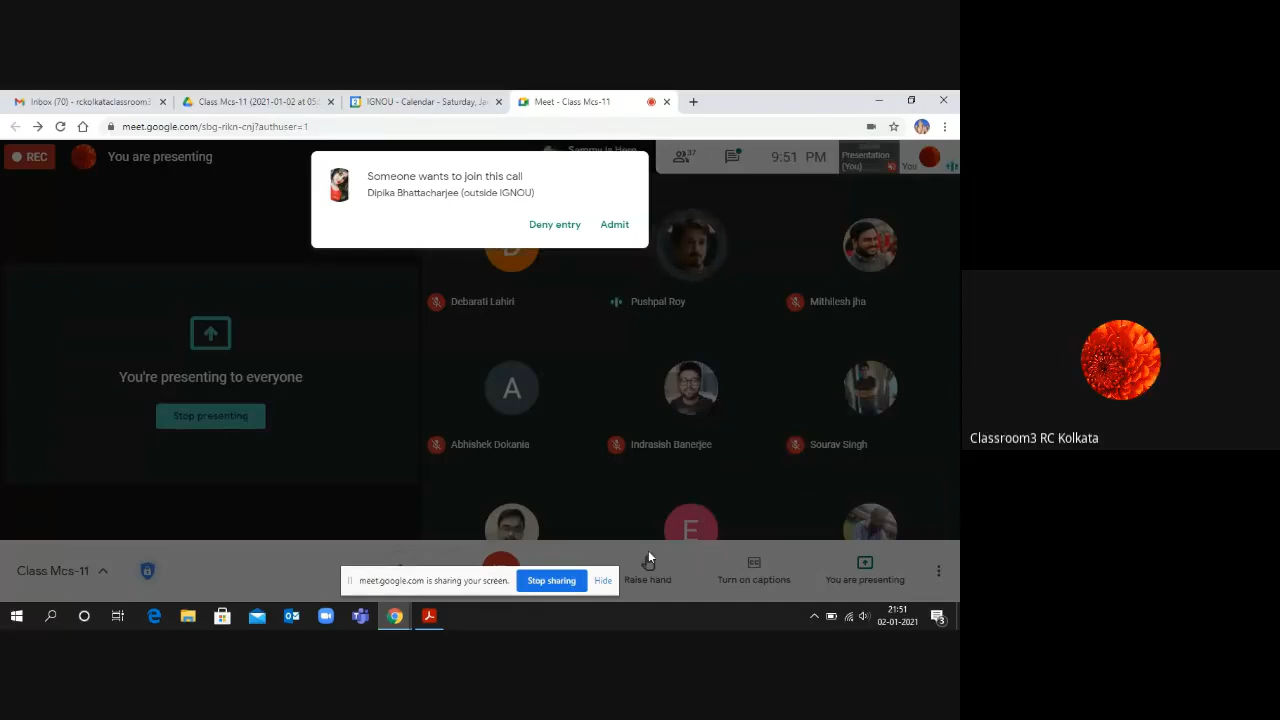 Inbox (70) - rckolkataclassroom3
Class Mcs-11 (2021-01-02 at 05:
IGNOU - Calendar - Saturday, Ja
Meet - Class Mcs-11
meet.google.com/sbg-rikn-cnj?authuser=1
REC
You are presenting
Sammy is Here
37
9:51 PM
Presentation
(You)
You
Someone wants to join this call
Dipika Bhattacharjee (outside IGNOU)
Deny entry
Admit
Debarati Lahiri
Pushpal Roy
Mithilesh jha
You're presenting to everyone
Stop presenting
A
Abhishek Dokania
Indrasish Banerjee
Sourav Singh
Classroom3 RC Kolkata
E
Class Mcs-11
meet.google.com is sharing your screen.
Stop sharing
Hide
Raise hand
Turn on captions
You are presenting
21:51
02-01-2021
3